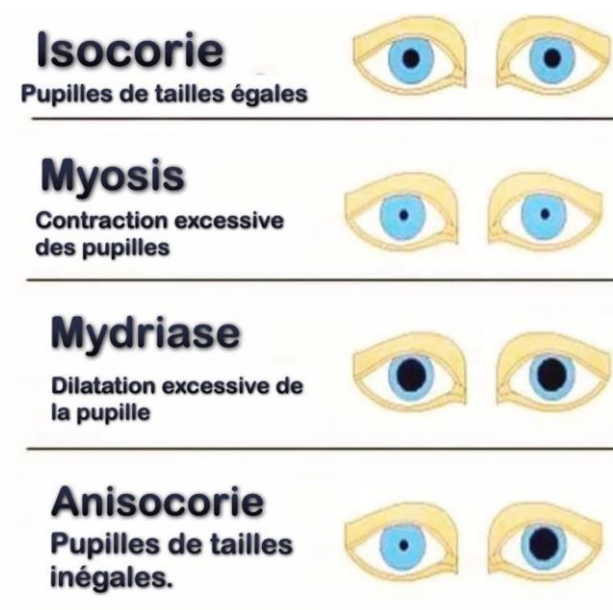 Isocorie
Pupilles de tailles égales
Myosis
Contraction excessive
des pupilles
Mydriase
Dilatation excessive de
la pupille
Anisocorie
Pupilles de tailles
inégales.